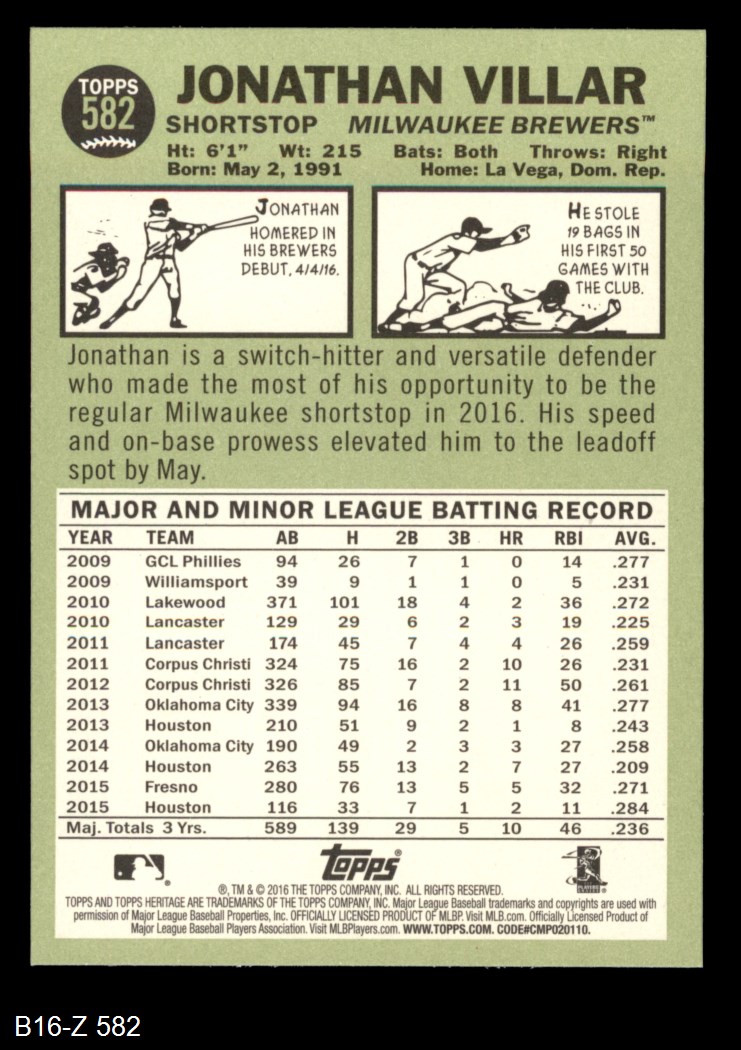 TOPPS
582
JONATHAN VILLAR
SHORTSTOP MILWAUKEE BREWERS™
Ht: 6'1" Wt: 215 Bats: Both Throws: Right
Born: May 2, 1991 Home: La Vega, Dom. Rep.
JONATHAN
HOMERED IN
HIS BREWERS
DEBUT, 4/4/16.
HE STOLE
19 BAGS IN
HIS FIRST 50
GAMES WITH
THE CLUB.
Jonathan is a switch-hitter and versatile defender
who made the most of his opportunity to be the
regular Milwaukee shortstop in 2016. His speed
and on-base prowess elevated him to the leadoff
spot by May.
MAJOR AND MINOR LEAGUE BATTING RECORD
YEAR TEAM AB H 2B 3B HR RBI AVG.
2009 GCL Phillies 94 26 7 1 0 14 .277
2009 Williamsport 39 9 1 1 0 5 .231
2010 Lakewood 371 101 18 4 2 36 .272
2010 Lancaster 129 29 6 2 3 19 .225
2011 Lancaster 174 45 7 4 4 26 .259
2011 Corpus Christi 324 75 16 2 10 26 .231
2012 Corpus Christi 326 85 7 2 11 50 .261
2013 Oklahoma City 339 94 16 8 8 41 .277
2013 Houston 210 51 9 2 1 8 .243
2014 Oklahoma City 190 49 2 3 3 27 .258
2014 Houston 263 55 13 2 7 27 .209
2015 Fresno 280 76 13 5 5 32 .271
2015 Houston 116 33 7 1 2 11 .284
Maj. Totals 3 Yrs. 589 139 29 5 10 46 .236
Topps®
®, TM & © 2016 THE TOPPS COMPANY, INC. ALL RIGHTS RESERVED.
TOPPS AND TOPPS HERITAGE ARE TRADEMARKS OF THE TOPPS COMPANY, INC. Major League Baseball trademarks and copyrights are used with
permission of Major League Baseball Properties, Inc. OFFICIALLY LICENSED PRODUCT OF MLBP. Visit MLB.com. Officially Licensed Product of
Major League Baseball Players Association. Visit MLBPlayers.com. WWW.TOPPS.COM. CODE#CMP020110.
B16-Z 582